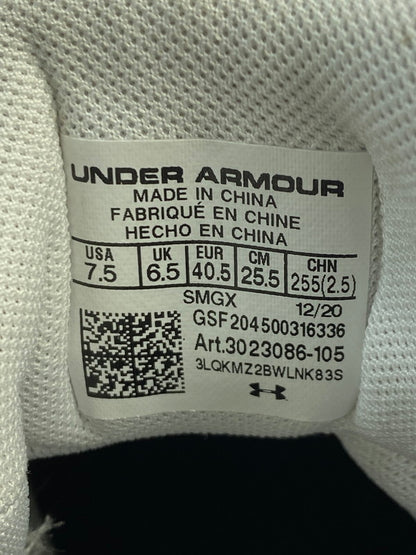 UNDER ARMOUR
MADE IN CHINA
FABRIQUÉ EN CHINE
HECHO EN CHINA
USA UK EUR CM CHN
7.5 6.5 40.5 25.5 255(2.5)
SMGX 12/20
GSF204500316336
Art.3023086-105
3LQKMZ2BWLNK83S